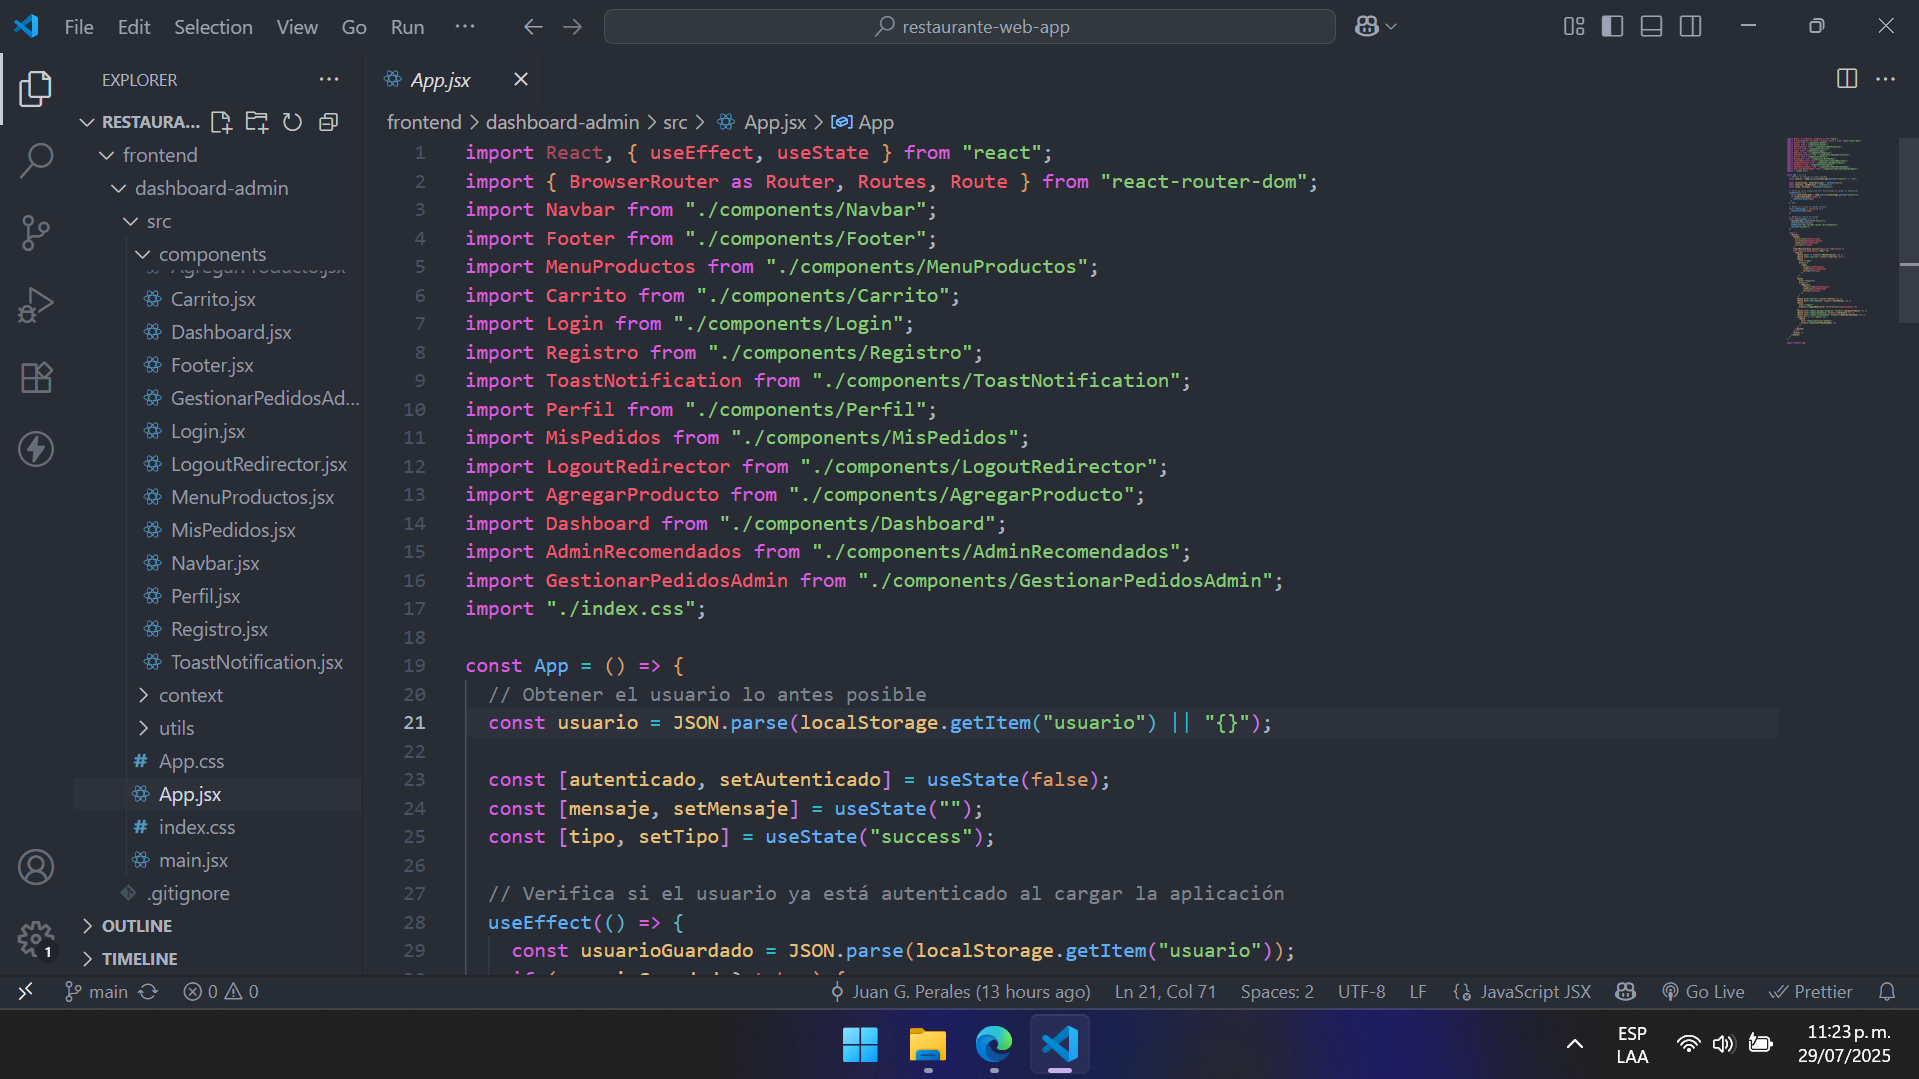 File Edit Selection View Go Run ··· restaurante-web-app
EXPLORER
RESTAURA...
frontend
dashboard-admin
src
components
AgregarProducto.jsx
Carrito.jsx
Dashboard.jsx
Footer.jsx
GestionarPedidosAd...
Login.jsx
LogoutRedirector.jsx
MenuProductos.jsx
MisPedidos.jsx
Navbar.jsx
Perfil.jsx
Registro.jsx
ToastNotification.jsx
context
utils
# App.css
App.jsx
# index.css
main.jsx
.gitignore
OUTLINE
TIMELINE
1
App.jsx
frontend > dashboard-admin > src > App.jsx > App
1 import React, { useEffect, useState } from "react";
2 import { BrowserRouter as Router, Routes, Route } from "react-router-dom";
3 import Navbar from "./components/Navbar";
4 import Footer from "./components/Footer";
5 import MenuProductos from "./components/MenuProductos";
6 import Carrito from "./components/Carrito";
7 import Login from "./components/Login";
8 import Registro from "./components/Registro";
9 import ToastNotification from "./components/ToastNotification";
10 import Perfil from "./components/Perfil";
11 import MisPedidos from "./components/MisPedidos";
12 import LogoutRedirector from "./components/LogoutRedirector";
13 import AgregarProducto from "./components/AgregarProducto";
14 import Dashboard from "./components/Dashboard";
15 import AdminRecomendados from "./components/AdminRecomendados";
16 import GestionarPedidosAdmin from "./components/GestionarPedidosAdmin";
17 import "./index.css";
18
19 const App = () => {
20 // Obtener el usuario lo antes posible
21 const usuario = JSON.parse(localStorage.getItem("usuario") || "{}");
22
23 const [autenticado, setAutenticado] = useState(false);
24 const [mensaje, setMensaje] = useState("");
25 const [tipo, setTipo] = useState("success");
26
27 // Verifica si el usuario ya está autenticado al cargar la aplicación
28 useEffect(() => {
29 const usuarioGuardado = JSON.parse(localStorage.getItem("usuario"));
main 0 0 Juan G. Perales (13 hours ago) Ln 21, Col 71 Spaces: 2 UTF-8 LF JavaScript JSX Go Live Prettier
ESP
LAA
11:23 p. m.
29/07/2025